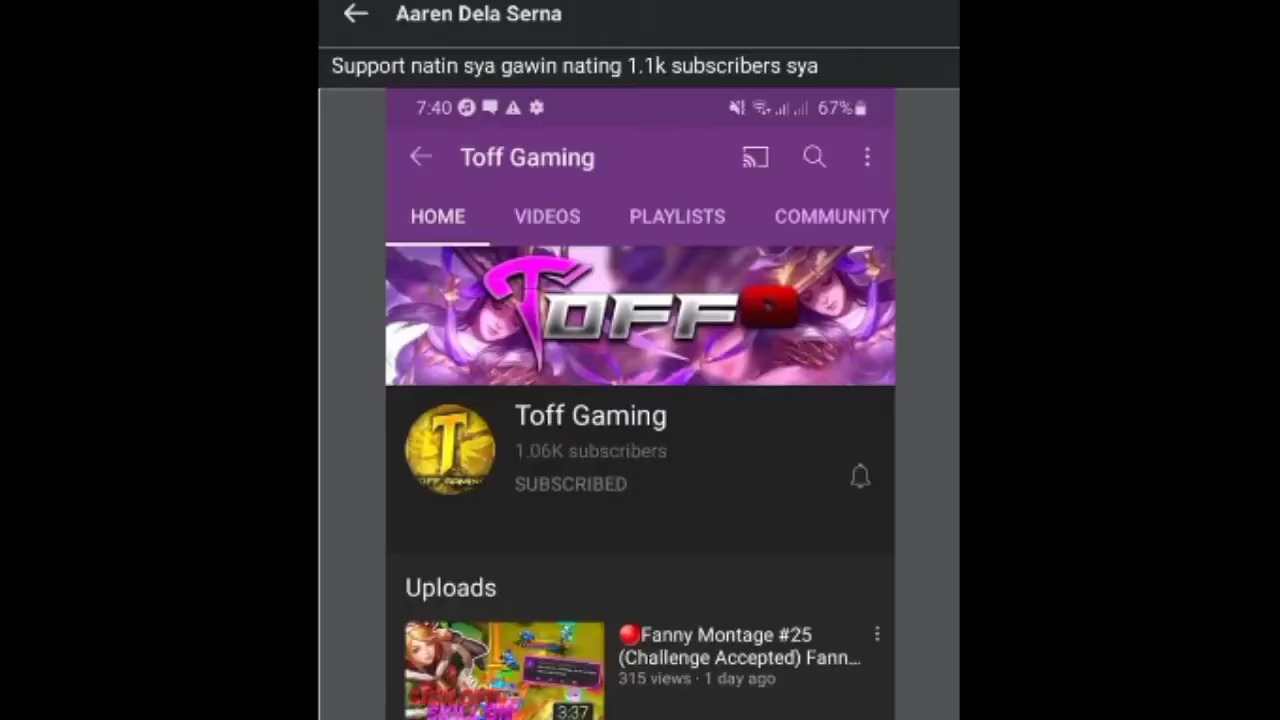 Aaren Dela Serna
Support natin sya gawin nating 1.1k subscribers sya
7:40 67%
Toff Gaming
HOME VIDEOS PLAYLISTS COMMUNITY
TOFF
Toff Gaming
1.06K subscribers
SUBSCRIBED
Uploads
Fanny Montage #25
(Challenge Accepted) Fann...
315 views · 1 day ago
3:37